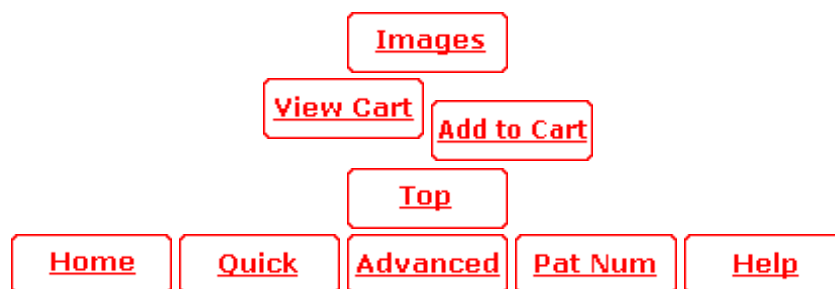 Images
View Cart
Add to Cart
Top
Home Quick Advanced Pat Num Help